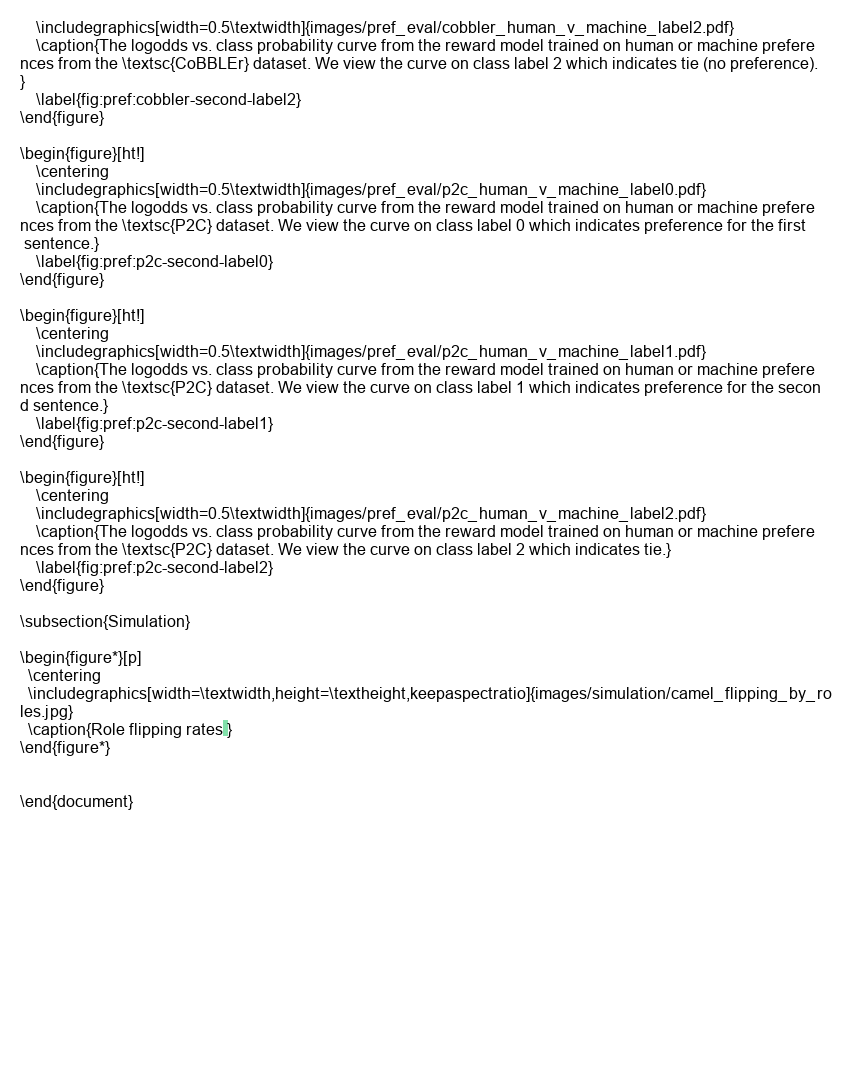 \includegraphics[width=0.5\textwidth]{images/pref_eval/cobbler_human_v_machine_label2.pdf}
\caption{The logodds vs. class probability curve from the reward model trained on human or machine prefere
nces from the \textsc{CoBBLEr} dataset. We view the curve on class label 2 which indicates tie (no preference).
}
\label{fig:pref:cobbler-second-label2}
\end{figure}

\begin{figure}[ht!]
\centering
\includegraphics[width=0.5\textwidth]{images/pref_eval/p2c_human_v_machine_label0.pdf}
\caption{The logodds vs. class probability curve from the reward model trained on human or machine prefere
nces from the \textsc{P2C} dataset. We view the curve on class label 0 which indicates preference for the first
sentence.}
\label{fig:pref:p2c-second-label0}
\end{figure}

\begin{figure}[ht!]
\centering
\includegraphics[width=0.5\textwidth]{images/pref_eval/p2c_human_v_machine_label1.pdf}
\caption{The logodds vs. class probability curve from the reward model trained on human or machine prefere
nces from the \textsc{P2C} dataset. We view the curve on class label 1 which indicates preference for the secon
d sentence.}
\label{fig:pref:p2c-second-label1}
\end{figure}

\begin{figure}[ht!]
\centering
\includegraphics[width=0.5\textwidth]{images/pref_eval/p2c_human_v_machine_label2.pdf}
\caption{The logodds vs. class probability curve from the reward model trained on human or machine prefere
nces from the \textsc{P2C} dataset. We view the curve on class label 2 which indicates tie.}
\label{fig:pref:p2c-second-label2}
\end{figure}

\subsection{Simulation}

\begin{figure*}[p]
\centering
\includegraphics[width=\textwidth,height=\textheight,keepaspectratio]{images/simulation/camel_flipping_by_ro
les.jpg}
\caption{Role flipping rates }
\end{figure*}

\end{document}